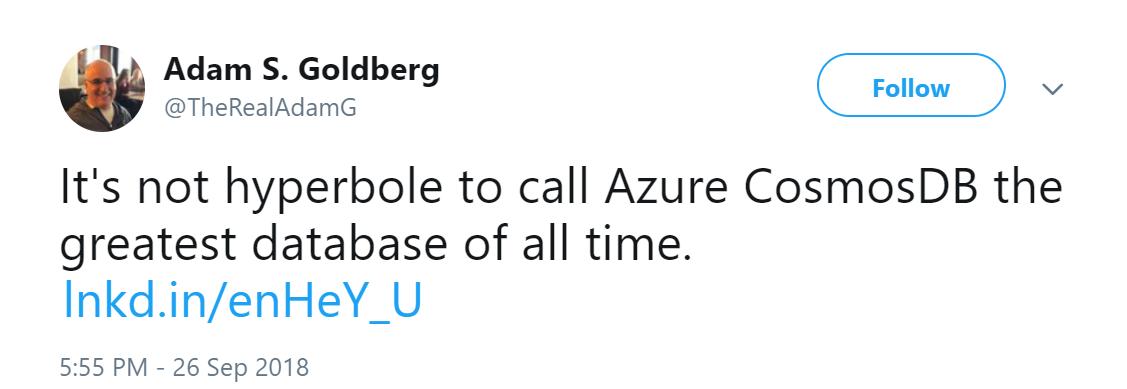 Adam S. Goldberg
@TheRealAdamG
Follow
It's not hyperbole to call Azure CosmosDB the
greatest database of all time.
lnkd.in/enHeY_U
5:55 PM - 26 Sep 2018